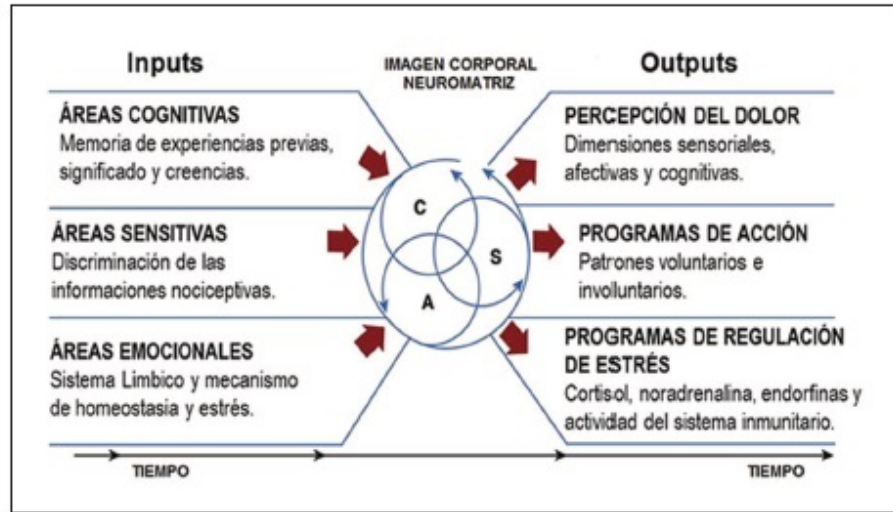 Inputs
IMAGEN CORPORAL
NEUROMATRIZ
Outputs
ÁREAS COGNITIVAS
Memoria de experiencias previas,
significado y creencias.
ÁREAS SENSITIVAS
Discriminación de las
informaciones nociceptivas.
ÁREAS EMOCIONALES
Sistema Limbico y mecanismo
de homeostasia y estrés.
C
S
A
PERCEPCIÓN DEL DOLOR
Dimensiones sensoriales,
afectivas y cognitivas.
PROGRAMAS DE ACCIÓN
Patrones voluntarios e
involluntarios.
PROGRAMAS DE REGULACIÓN
DE ESTRÉS
Cortisol, noradrenalina, endorfinas y
actividad del sistema inmunitario.
TIEMPO
TIEMPO